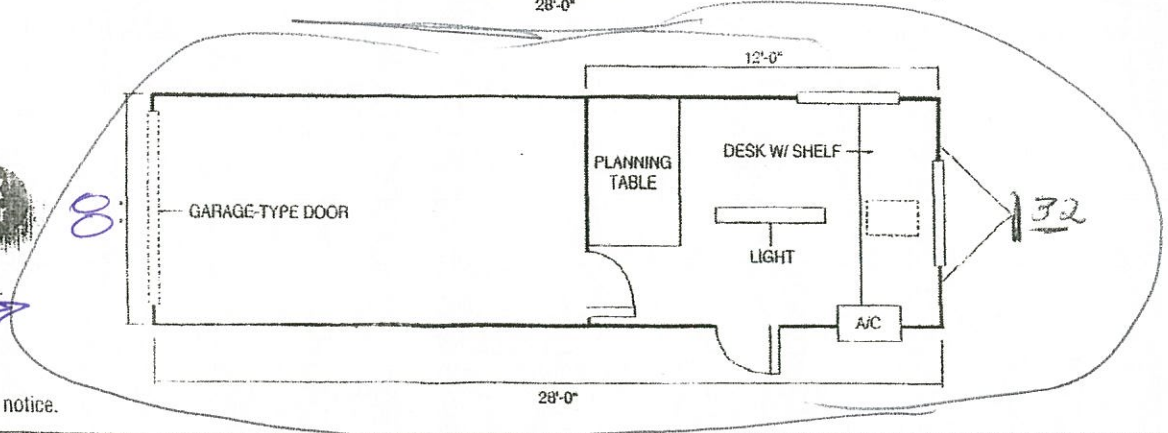 28'-0"
12'-0"
PLANNING
TABLE
DESK W/ SHELF
GARAGE-TYPE DOOR
8
32
LIGHT
A/C
28'-0"
notice.